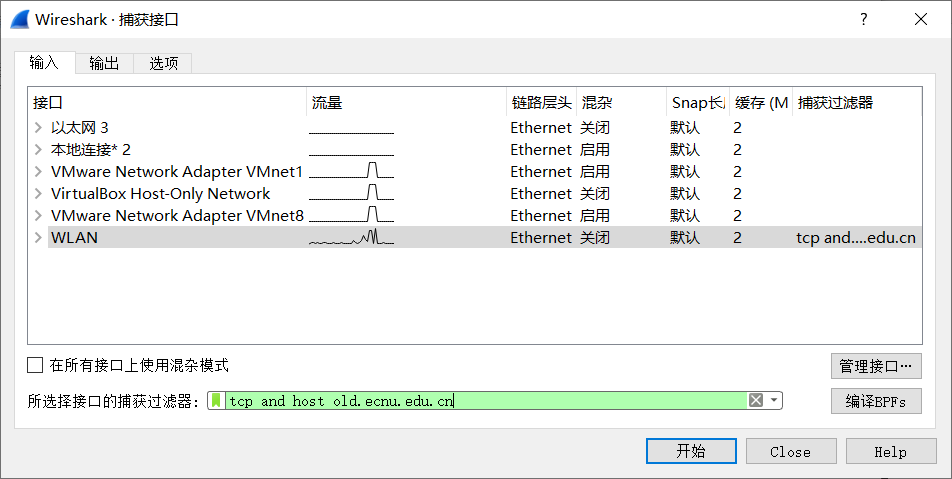 Wireshark · 捕获接口
输入 输出 选项
接口 流量 链路层头 混杂 Snap长 缓存 (M 捕获过滤器
以太网 3 Ethernet 关闭 默认 2
本地连接* 2 Ethernet 启用 默认 2
VMware Network Adapter VMnet1 Ethernet 启用 默认 2
VirtualBox Host-Only Network Ethernet 关闭 默认 2
VMware Network Adapter VMnet8 Ethernet 启用 默认 2
WLAN Ethernet 关闭 默认 2 tcp and....edu.cn
在所有接口上使用混杂模式 管理接口…
所选择接口的捕获过滤器: tcp and host old.ecnu.edu.cn 编译BPFs
开始 Close Help